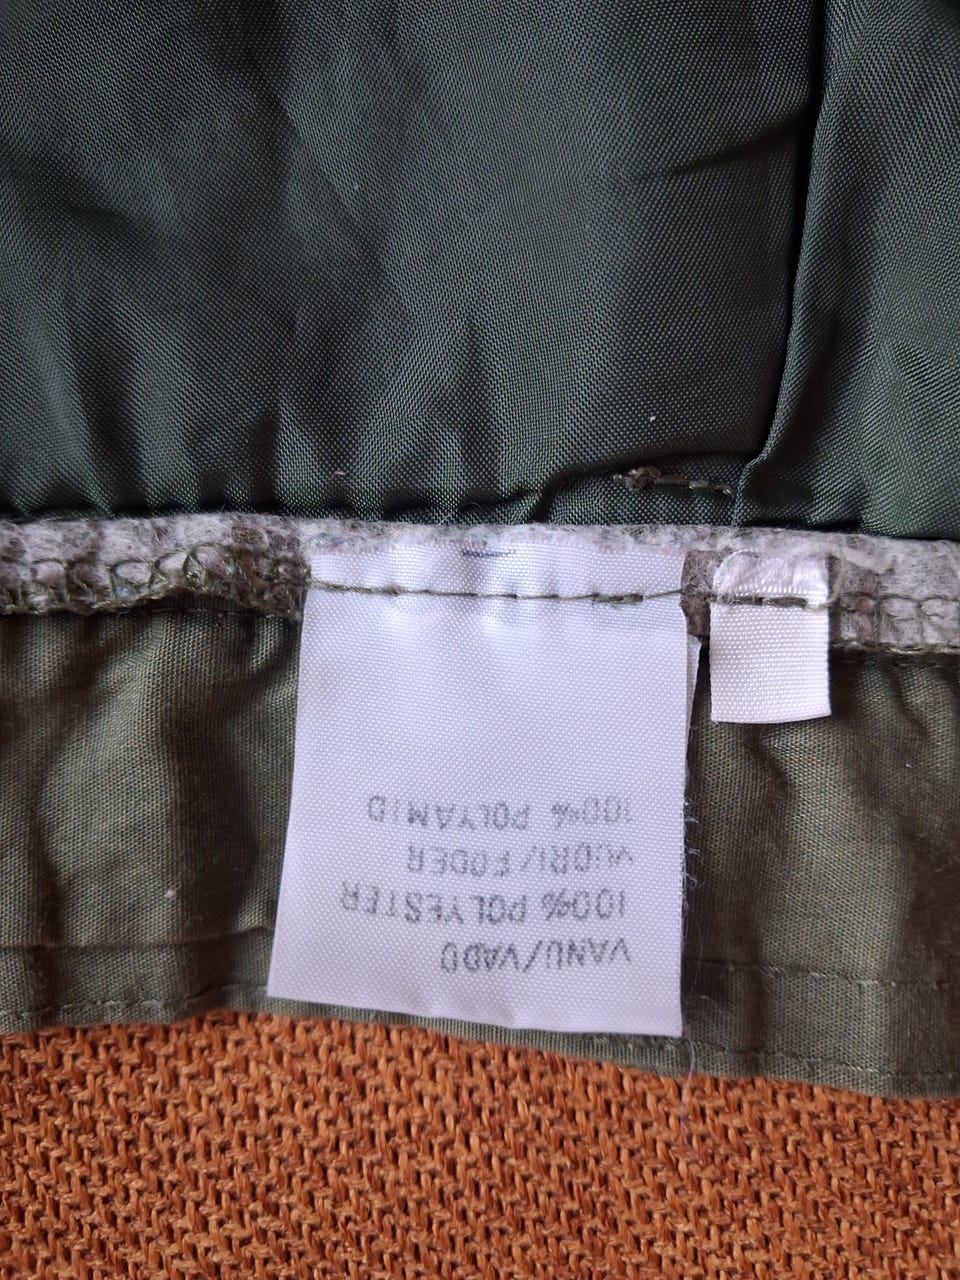 VANU/VADD
100% POLYESTER
VUORI/FODER
100% POLYAMID